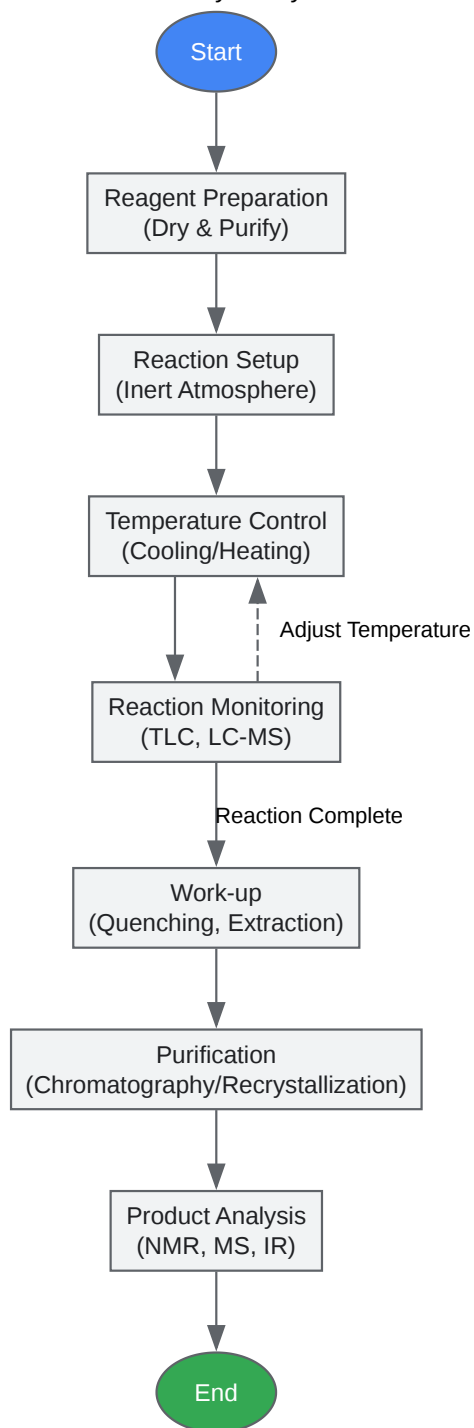 Start
Reagent Preparation
(Dry & Purify)
Reaction Setup
(Inert Atmosphere)
Temperature Control
(Cooling/Heating)
Adjust Temperature
Reaction Monitoring
(TLC, LC-MS)
Reaction Complete
Work-up
(Quenching, Extraction)
Purification
(Chromatography/Recrystallization)
Product Analysis
(NMR, MS, IR)
End